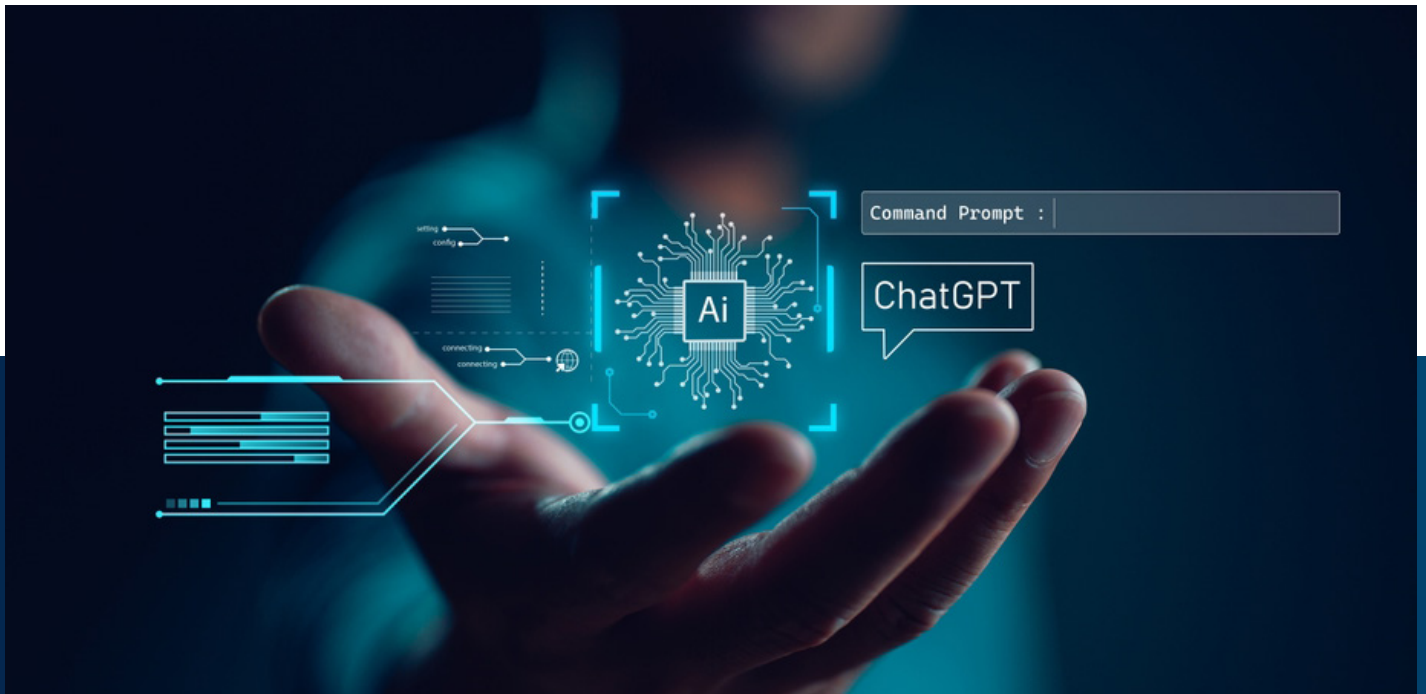 Command Prompt :
setting
config
Ai
ChatGPT
connecting
connecting